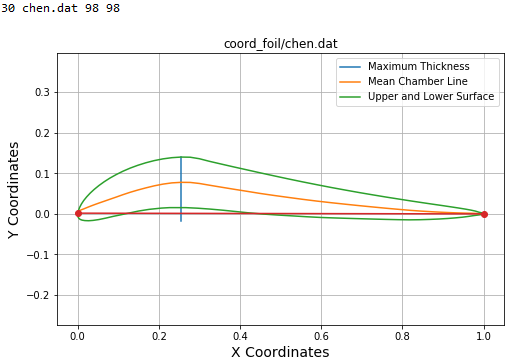 30 chen.dat 98 98
coord_foil/chen.dat
Maximum Thickness
Mean Chamber Line
Upper and Lower Surface
Y Coordinates
0.3
0.2
0.1
0.0
−0.1
−0.2
0.0 0.2 0.4 0.6 0.8 1.0
X Coordinates